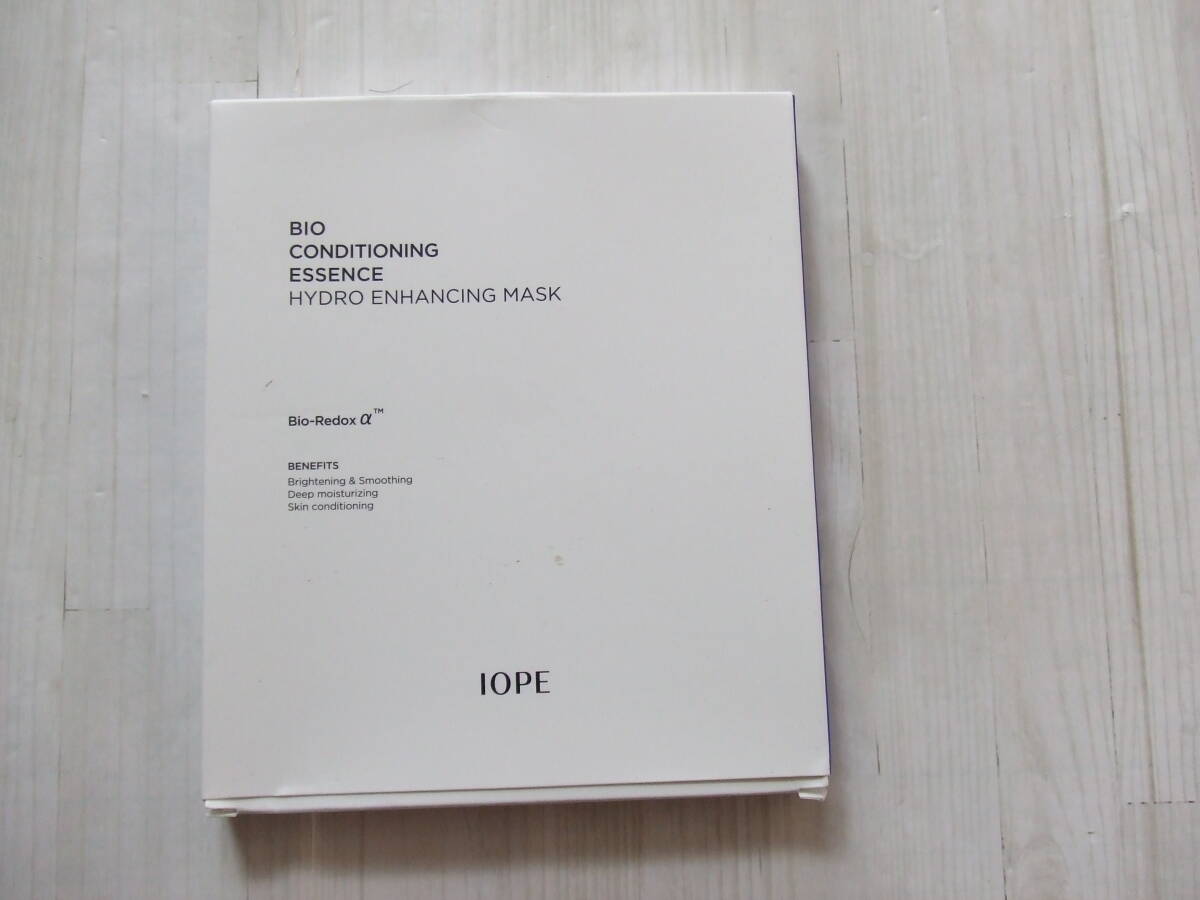 BIO
CONDITIONING
ESSENCE
HYDRO ENHANCING MASK
Bio-Redox α™
BENEFITS
Brightening & Smoothing
Deep moisturizing
Skin conditioning
IOPE